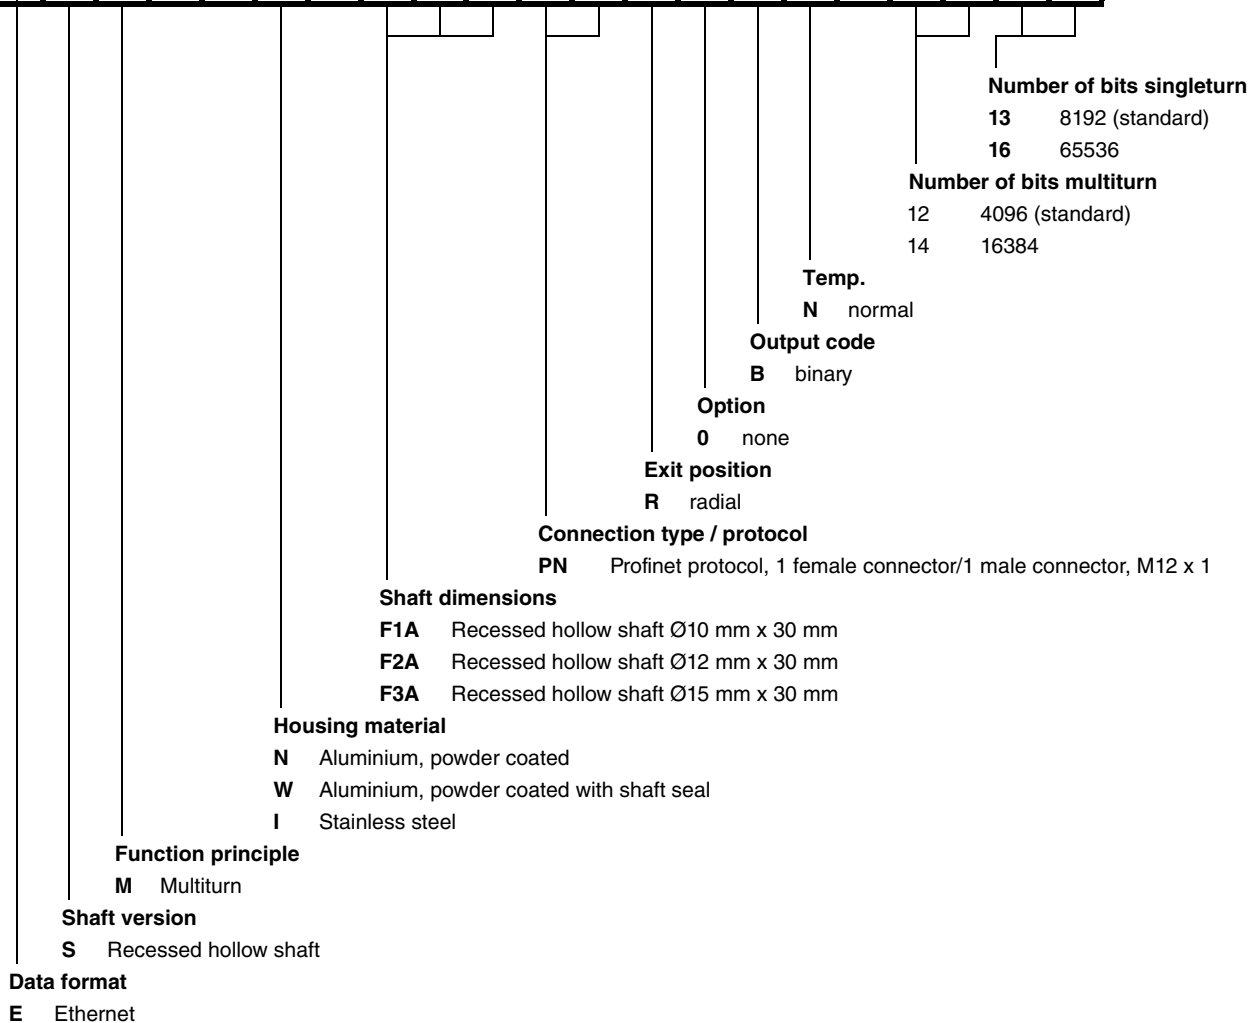 Number of bits singleturn
13 8192 (standard)
16 65536
Number of bits multiturn
12 4096 (standard)
14 16384
Temp.
N normal
Output code
B binary
Option
0 none
Exit position
R radial
Connection type / protocol
PN Profinet protocol, 1 female connector/1 male connector, M12 x 1
Shaft dimensions
F1A Recessed hollow shaft Ø10 mm x 30 mm
F2A Recessed hollow shaft Ø12 mm x 30 mm
F3A Recessed hollow shaft Ø15 mm x 30 mm
Housing material
N Aluminium, powder coated
W Aluminium, powder coated with shaft seal
I Stainless steel
Function principle
M Multiturn
Shaft version
S Recessed hollow shaft
Data format
E Ethernet